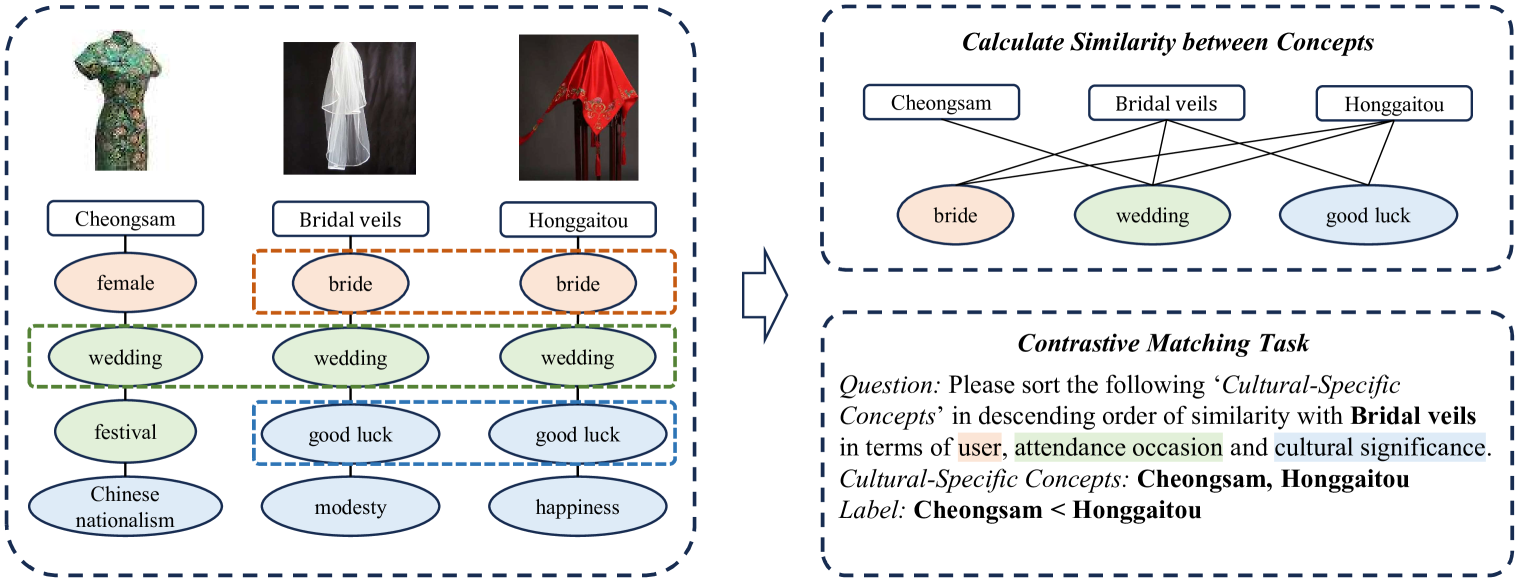 Cheongsam
Bridal veils
Honggaitou
female
bride
bride
wedding
wedding
wedding
festival
good luck
good luck
Chinese
nationalism
modesty
happiness
Calculate Similarity between Concepts
Cheongsam
Bridal veils
Honggaitou
bride
wedding
good luck
Contrastive Matching Task
Question: Please sort the following ‘Cultural-Specific
Concepts’ in descending order of similarity with Bridal veils
in terms of user, attendance occasion and cultural significance.
Cultural-Specific Concepts: Cheongsam, Honggaitou
Label: Cheongsam < Honggaitou